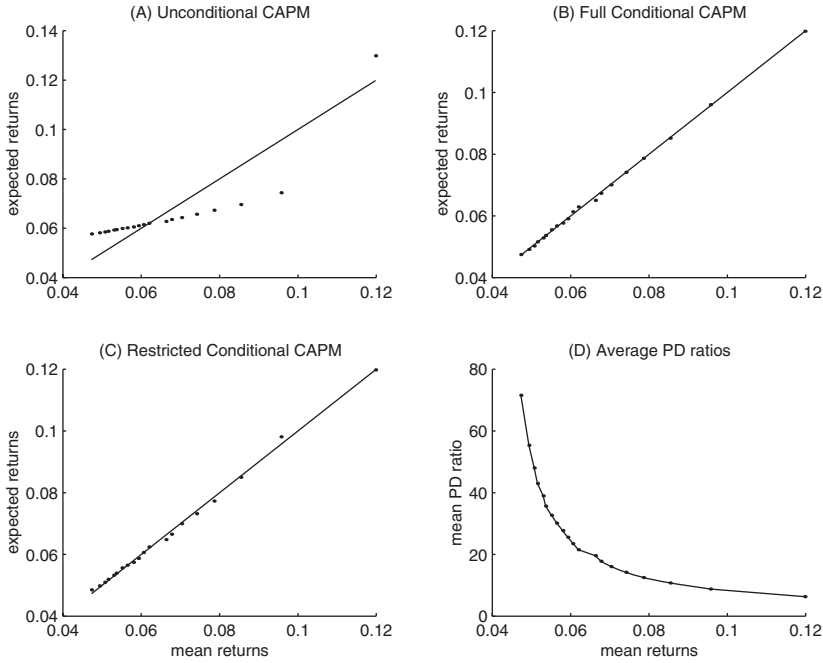 (A) Unconditional CAPM
0.14
0.12
0.1
0.08
0.06
0.04
expected returns
0.04 0.06 0.08 0.1 0.12
(B) Full Conditional CAPM
0.12
0.1
0.08
0.06
0.04
expected returns
0.04 0.06 0.08 0.1 0.12
(C) Restricted Conditional CAPM
0.12
0.1
0.08
0.06
0.04
expected returns
0.04 0.06 0.08 0.1 0.12
mean returns
(D) Average PD ratios
80
60
40
20
0
mean PD ratio
0.04 0.06 0.08 0.1 0.12
mean returns